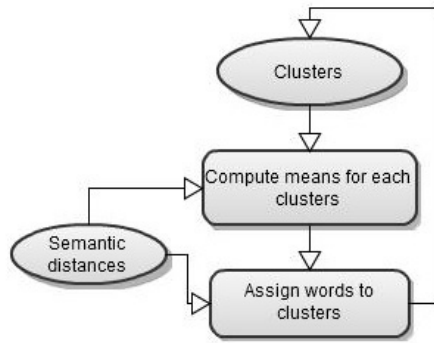 Clusters
Compute means for each
clusters
Semantic
distances
Assign words to
clusters